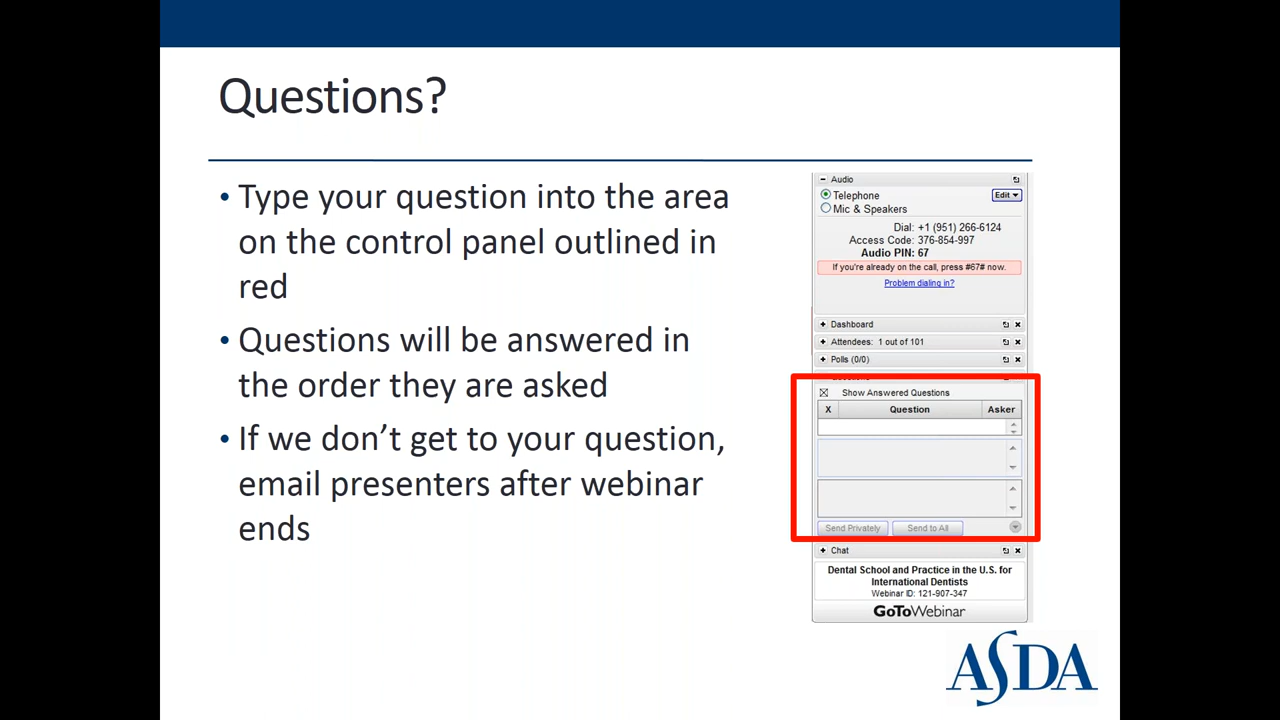 Questions?
• Type your question into the area
on the control panel outlined in
red
• Questions will be answered in
the order they are asked
• If we don’t get to your question,
email presenters after webinar
ends
Audio
Telephone
Edit
Mic & Speakers
Dial: +1 (951) 266-6124
Access Code: 376-854-997
Audio PIN: 67
If you're already on the call, press #67# now.
Problem dialing in?
Dashboard
Attendees: 1 out of 101
Polls (0/0)
Show Answered Questions
X Question Asker
Send Privately Send to All
Chat
Dental School and Practice in the U.S. for
International Dentists
Webinar ID: 121-907-347
GoToWebinar
ASDA